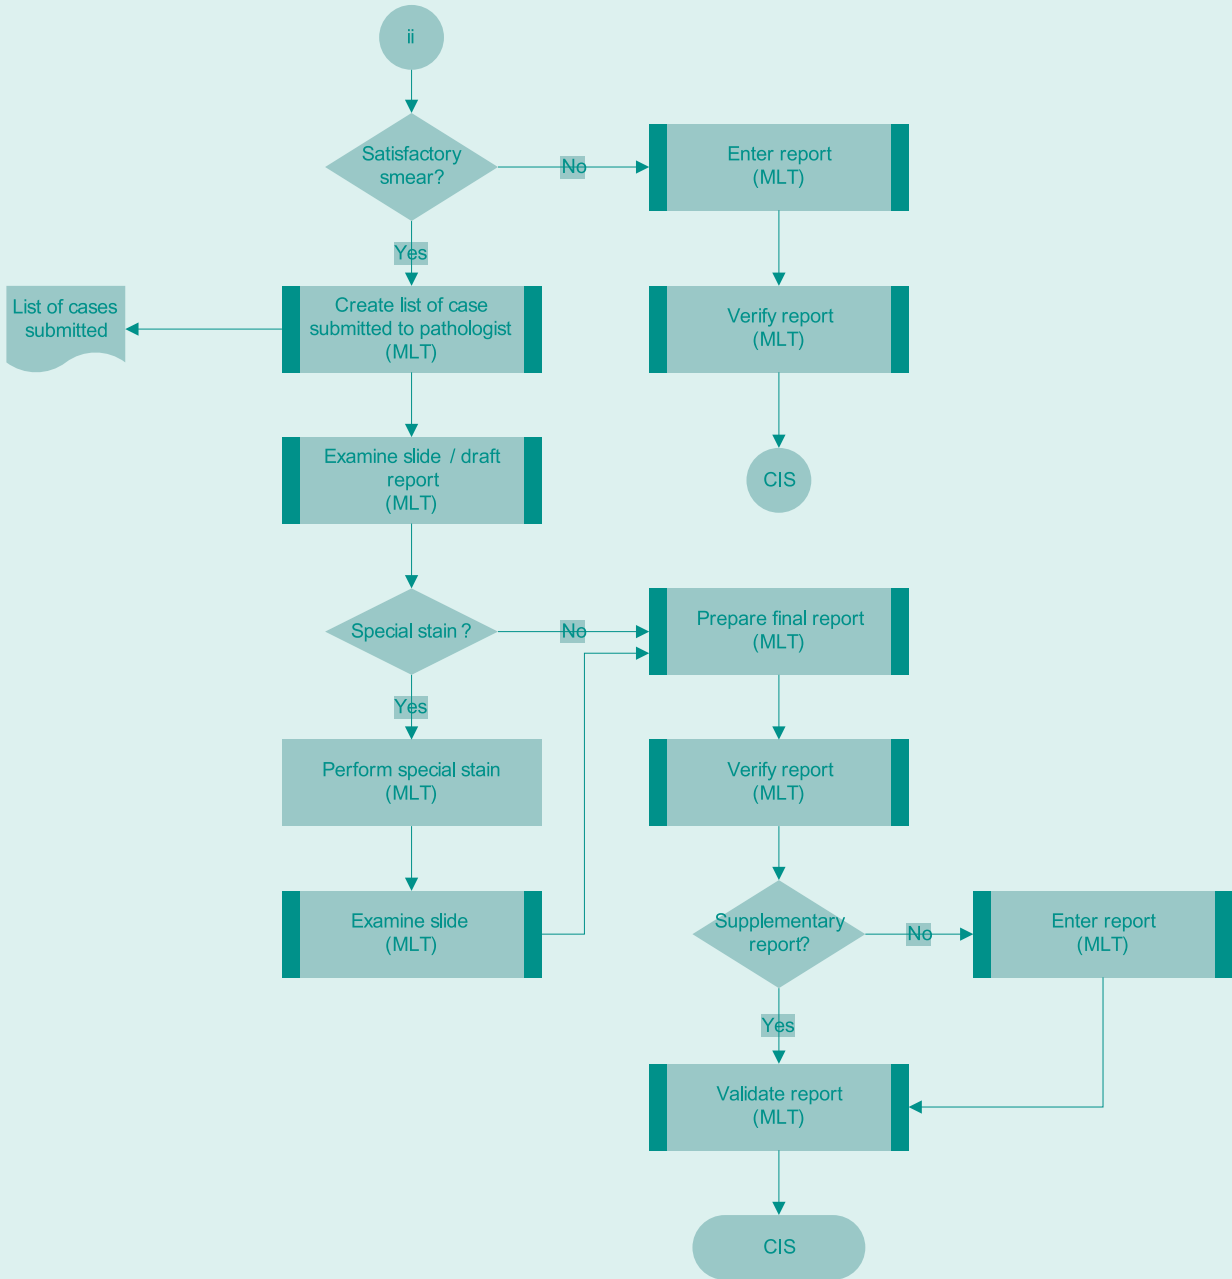 ii
Satisfactory
smear?
No
Enter report
(MLT)
Yes
List of cases
submitted
Create list of case
submitted to pathologist
(MLT)
Verify report
(MLT)
Examine slide / draft
report
(MLT)
CIS
Special stain ?
No
Prepare final report
(MLT)
Yes
Perform special stain
(MLT)
Verify report
(MLT)
Examine slide
(MLT)
Supplementary
report?
No
Enter report
(MLT)
Yes
Validate report
(MLT)
CIS